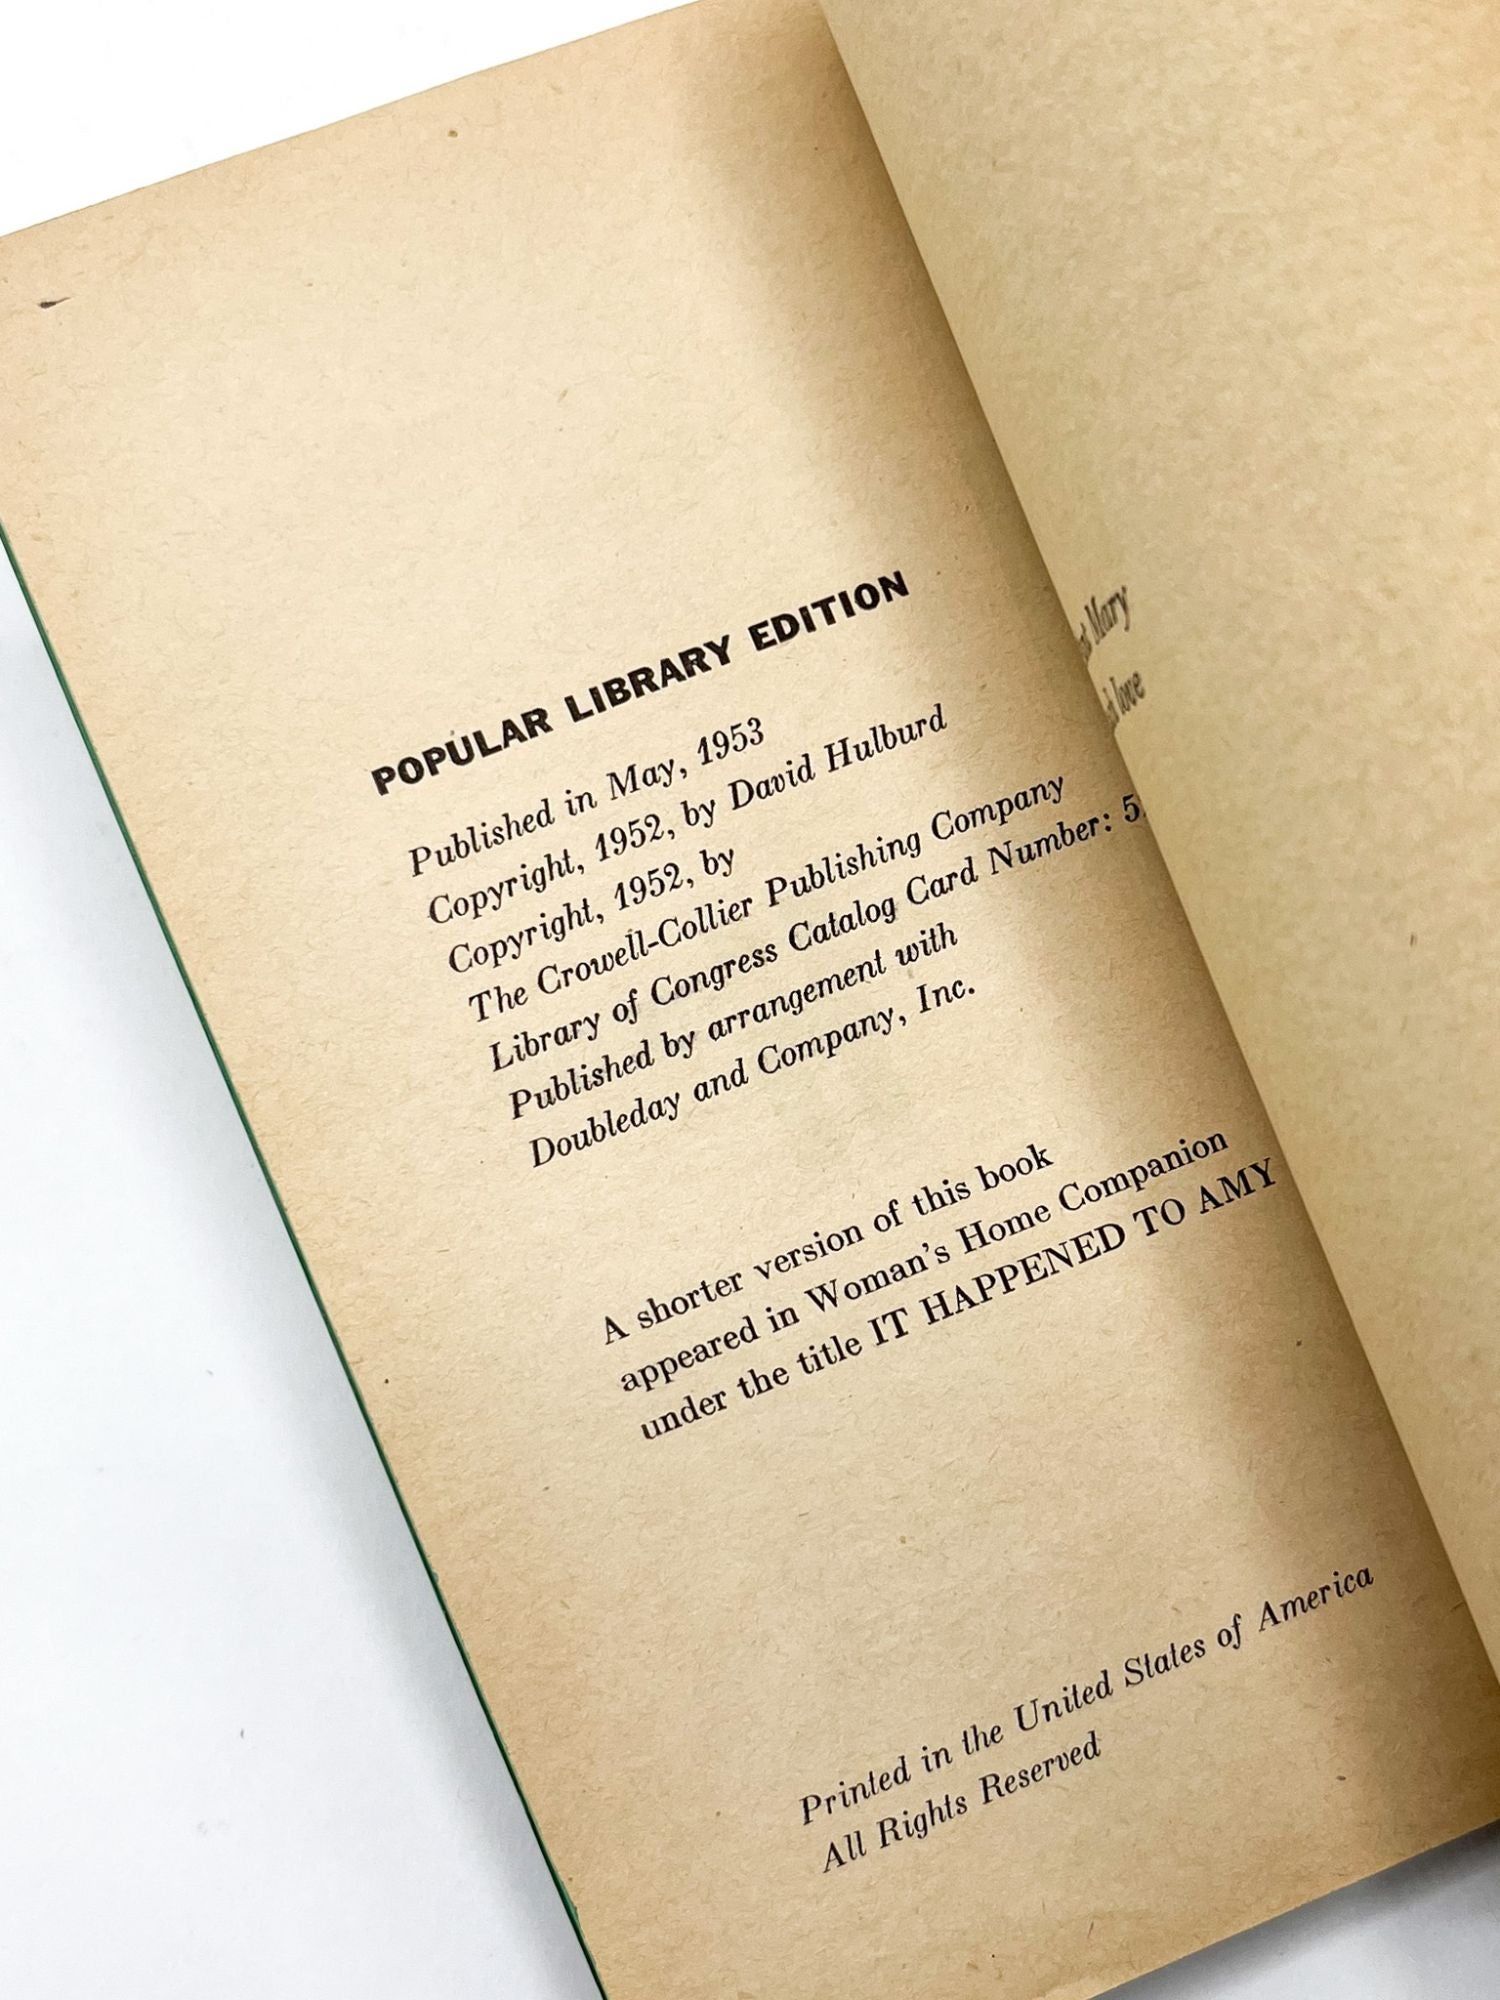 POPULAR LIBRARY EDITION
Published in May, 1953
Copyright, 1952, by David Hulburd
Copyright, 1952, by
The Crowell-Collier Publishing Company
Library of Congress Catalog Card Number: 5
Published by arrangement with
Doubleday and Company, Inc.
A shorter version of this book
appeared in Woman's Home Companion
under the title IT HAPPENED TO AMY
Printed in the United States of America
All Rights Reserved
Mary
love